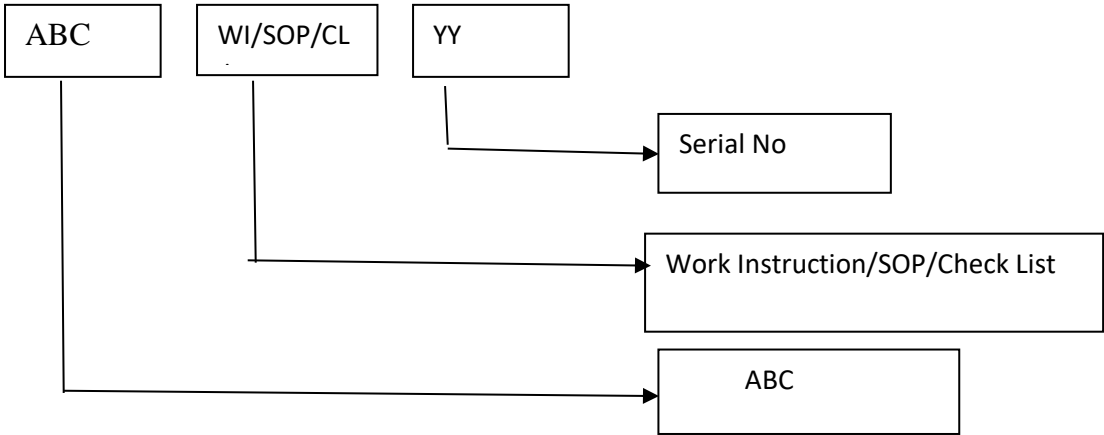 ABC
WI/SOP/CL
YY
Serial No
Work Instruction/SOP/Check List
ABC